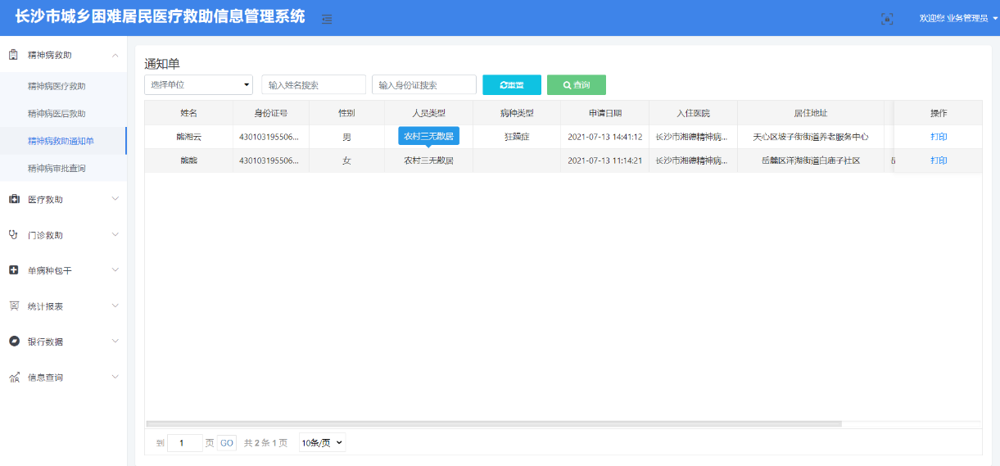 长沙市城乡困难居民医疗救助信息管理系统
欢迎您 业务管理员
精神病救助
精神病医疗救助
精神病医后救助
精神病救助通知单
精神病审批查询
医疗救助
门诊救助
单病种包干
统计报表
银行数据
信息查询
通知单
选择单位 输入姓名搜索 输入身份证搜索 重置 查询
姓名 身份证号 性别 人员类型 病种类型 申请日期 入住医院 居住地址 操作
熊湘云 430103195506... 男 农村三无散居 狂躁症 2021-07-13 14:41:12 长沙市湘德精神病... 天心区坡子街街道养老服务中心 打印
熊熊 430103195506... 女 农村三无散居 2021-07-13 11:14:21 长沙市湘德精神病... 岳麓区洋湖街道白庙子社区 打印
到 1 页 GO 共 2 条 1 页 10条/页